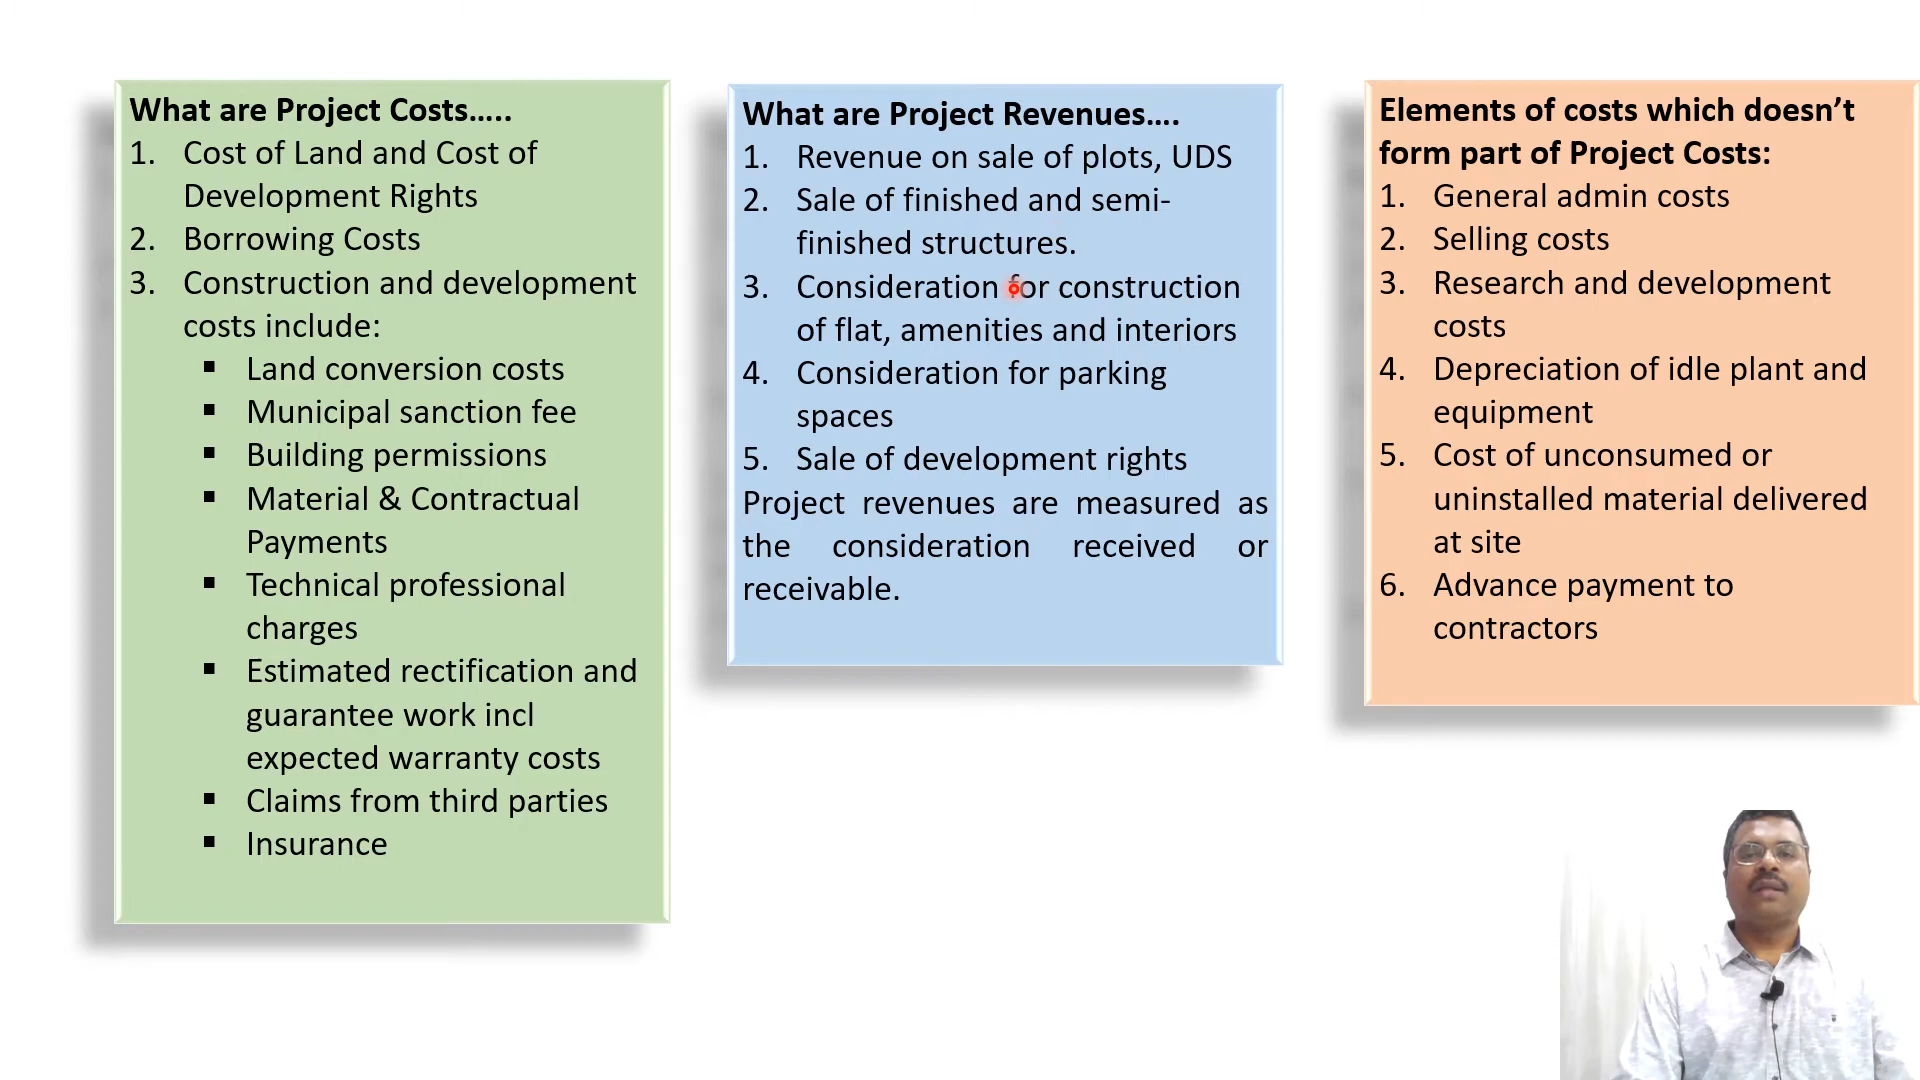 What are Project Costs…..
1. Cost of Land and Cost of
Development Rights
2. Borrowing Costs
3. Construction and development
costs include:
▪ Land conversion costs
▪ Municipal sanction fee
▪ Building permissions
▪ Material & Contractual
Payments
▪ Technical professional
charges
▪ Estimated rectification and
guarantee work incl
expected warranty costs
▪ Claims from third parties
▪ Insurance
What are Project Revenues….
1. Revenue on sale of plots, UDS
2. Sale of finished and semi-
finished structures.
3. Consideration for construction
of flat, amenities and interiors
4. Consideration for parking
spaces
5. Sale of development rights
Project revenues are measured as
the consideration received or
receivable.
Elements of costs which doesn’t
form part of Project Costs:
1. General admin costs
2. Selling costs
3. Research and development
costs
4. Depreciation of idle plant and
equipment
5. Cost of unconsumed or
uninstalled material delivered
at site
6. Advance payment to
contractors